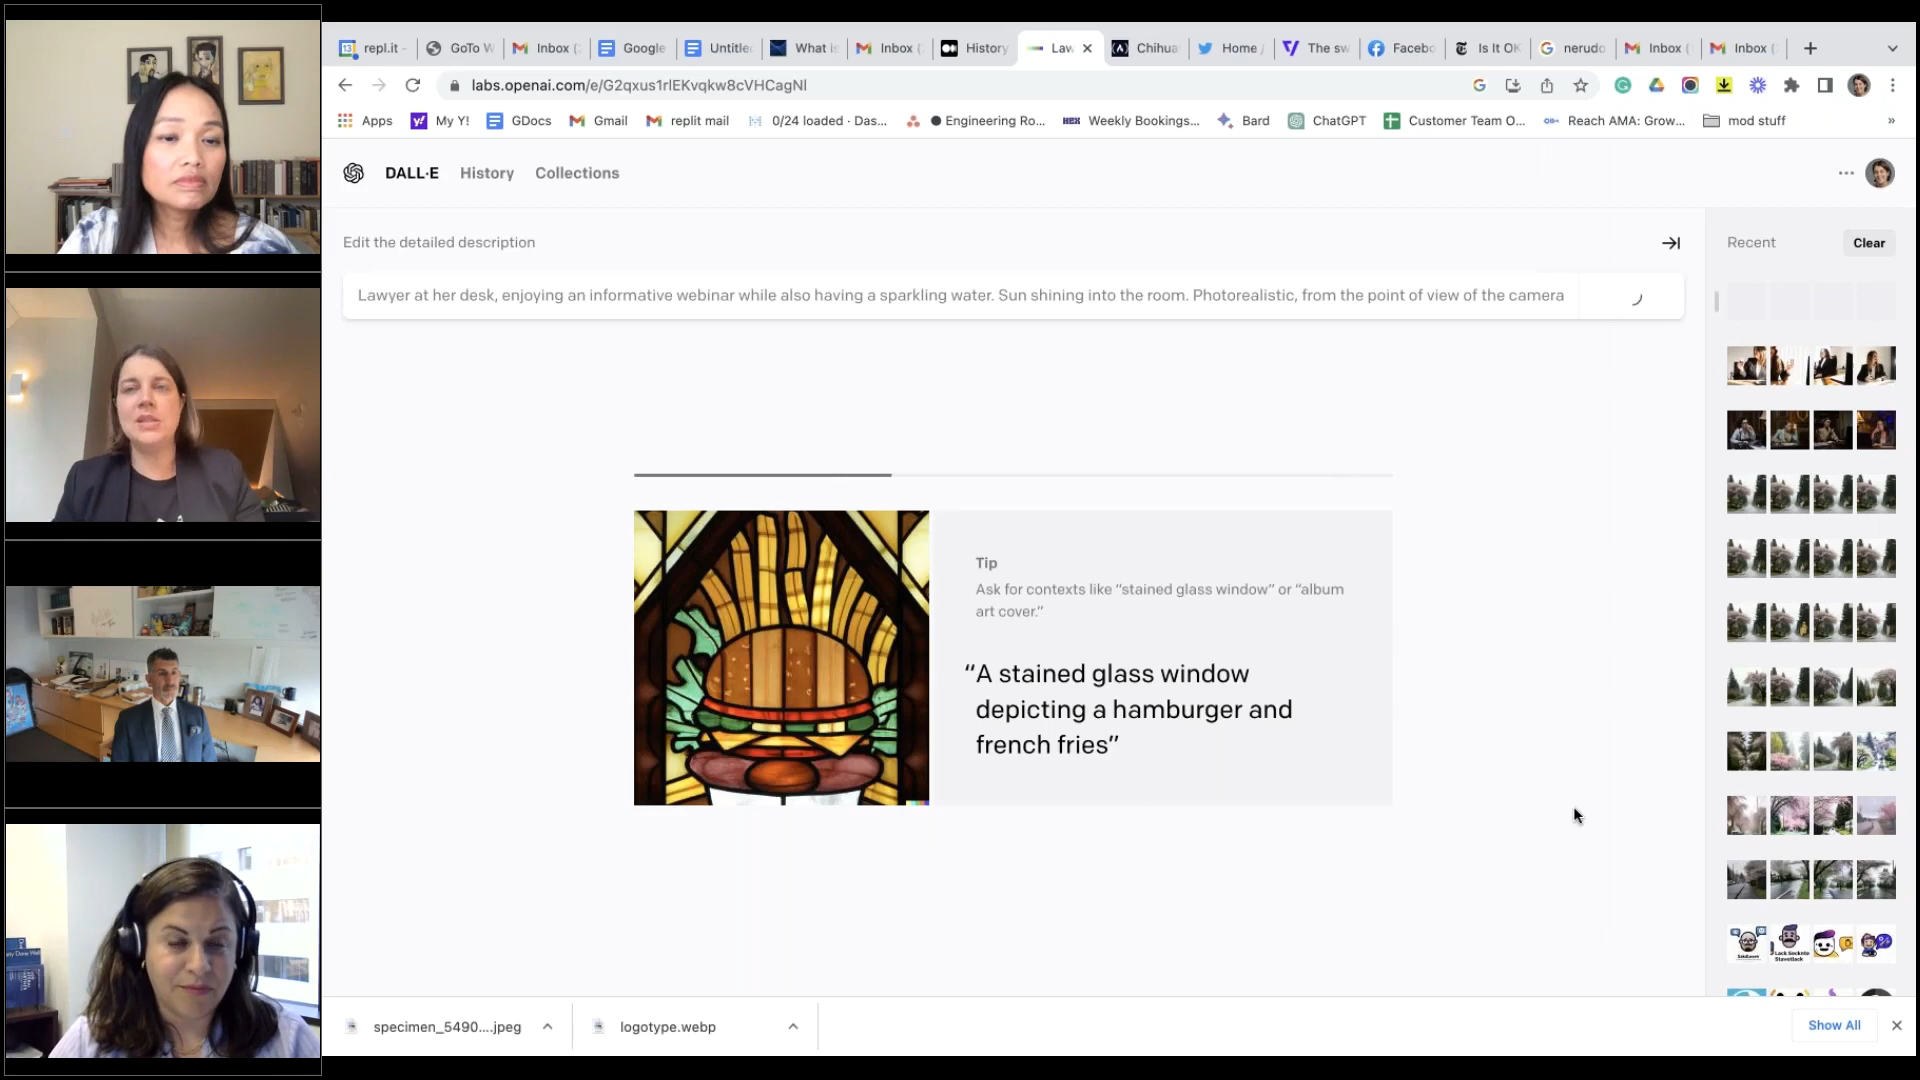 repl.it -
GoTo W
Inbox (
Google
Untitle
What is
Inbox (
History
Law
Chihua
Home /
The sw
Facebo
Is It OK
nerudo
Inbox (
Inbox (
labs.openai.com/e/G2qxus1rlEKvqkw8cVHCagNl
Apps
My Y!
GDocs
Gmail
replit mail
0/24 loaded · Das...
Engineering Ro...
HEX
Weekly Bookings...
Bard
ChatGPT
Customer Team O...
Reach AMA: Grow...
mod stuff
»
DALL·E
History
Collections
Edit the detailed description
Recent
Clear
Lawyer at her desk, enjoying an informative webinar while also having a sparkling water. Sun shining into the room. Photorealistic, from the point of view of the camera
Tip
Ask for contexts like “stained glass window” or “album
art cover.”
“A stained glass window
depicting a hamburger and
french fries”
specimen_5490....jpeg
logotype.webp
Show All